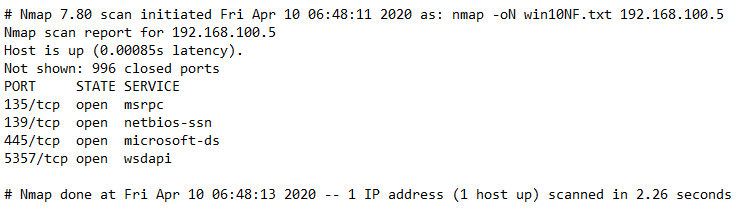 # Nmap 7.80 scan initiated Fri Apr 10 06:48:11 2020 as: nmap -oN win10NF.txt 192.168.100.5
Nmap scan report for 192.168.100.5
Host is up (0.00085s latency).
Not shown: 996 closed ports
PORT     STATE SERVICE
135/tcp  open  msrpc
139/tcp  open  netbios-ssn
445/tcp  open  microsoft-ds
5357/tcp open  wsdapi

# Nmap done at Fri Apr 10 06:48:13 2020 -- 1 IP address (1 host up) scanned in 2.26 seconds